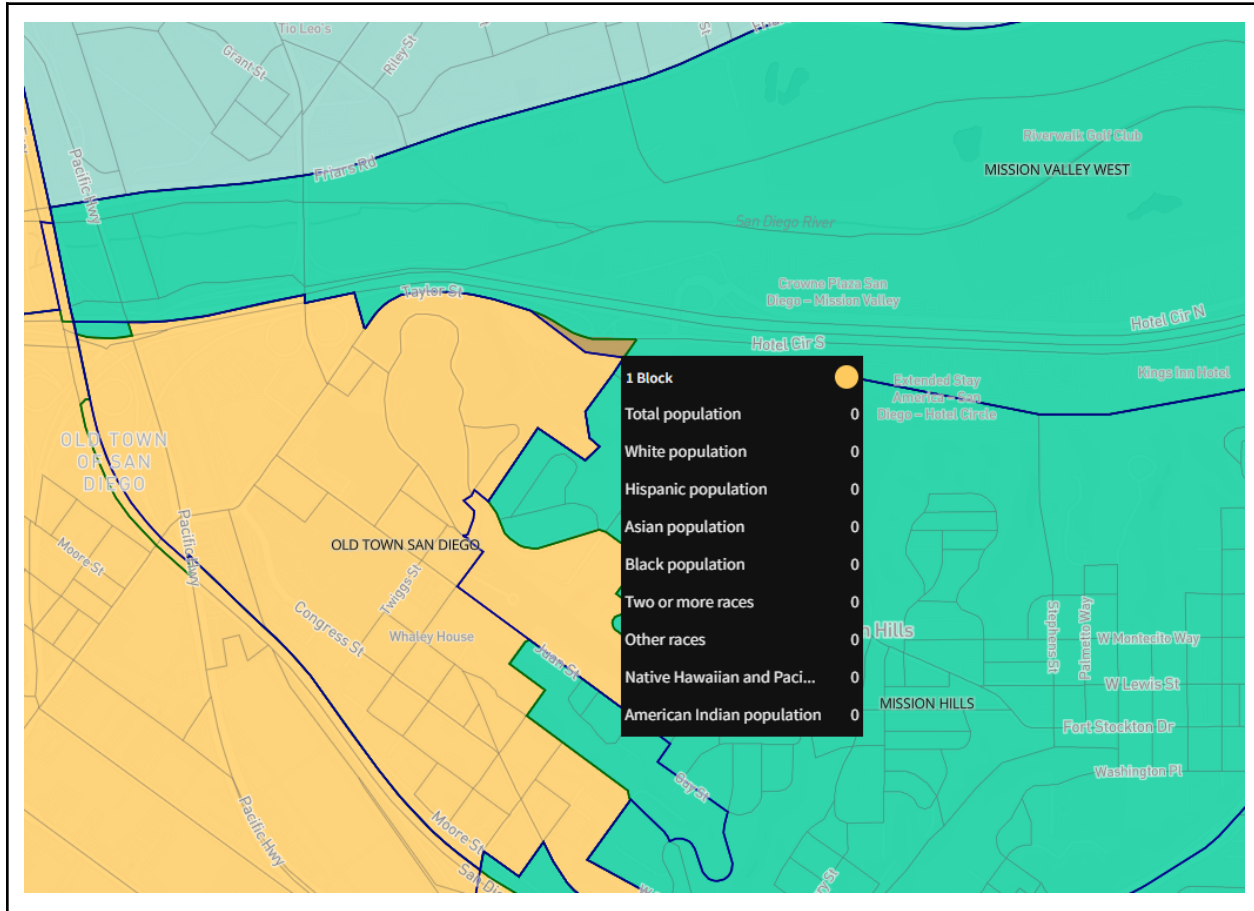 Tio Leo's
St
St
Grant St
Riley St
Riverwalk Golf Club
MISSION VALLEY WEST
Pacific Hwy
Friars Rd
San Diego River
Crowne Plaza San
Diego – Mission Valley
Taylor St
Hotel Cir N
Hotel Cir S
Kings Inn Hotel
1 Block
Total population 0
White population 0
Hispanic population 0
Asian population 0
Black population 0
Two or more races 0
Other races 0
Native Hawaiian and Paci... 0
American Indian population 0
Extended Stay
America – San
Diego – Hotel Circle
OLD TOWN
OF SAN
DIEGO
Pacific Hwy
OLD TOWN SAN DIEGO
Moore St
Twiggs St
Congress St
Whaley House
Juan St
Hills
Stephens St
Palmetto Way
W Montecito Way
W Lewis St
MISSION HILLS
Fort Stockton Dr
Washington Pl
Guy St
Pacific Hwy
Moore St